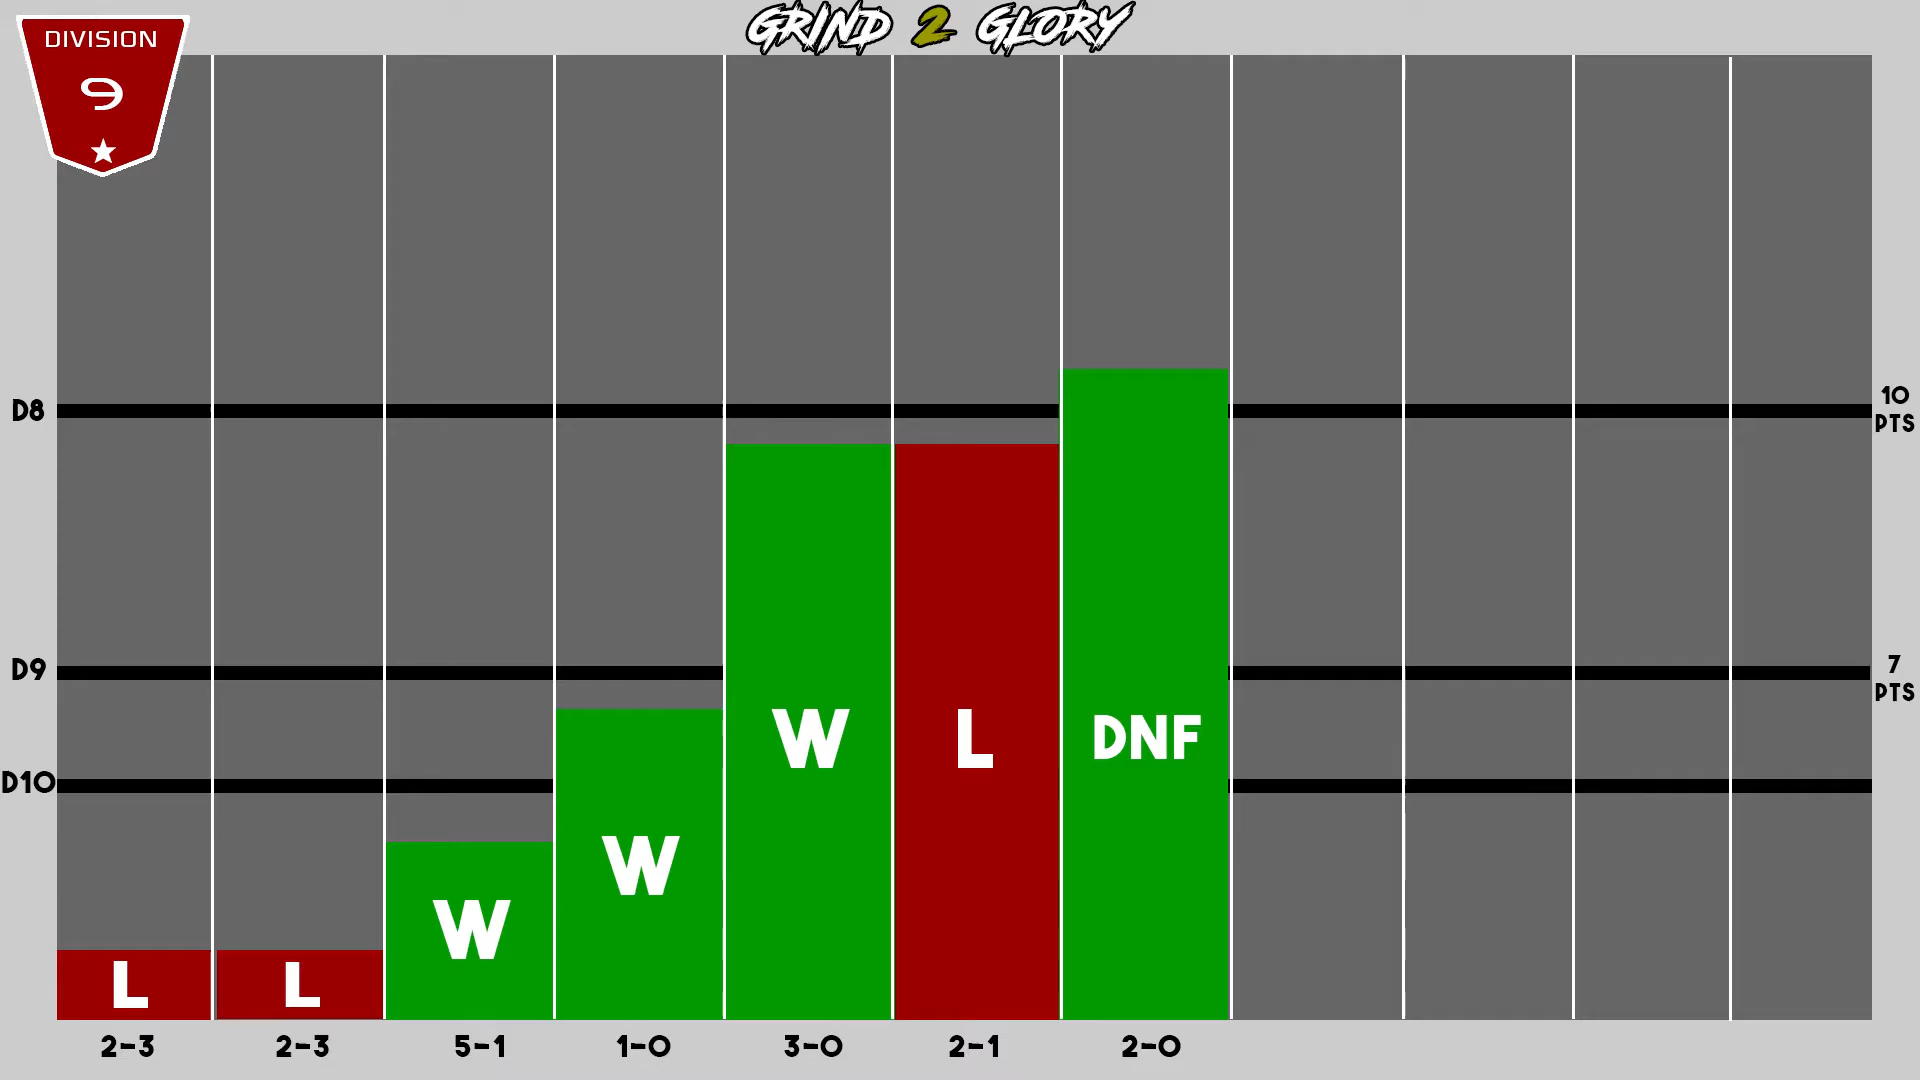 GRIND 2 GLORY
DIVISION
9
D8
10
PTS
D9
7
PTS
D10
L
L
W
W
W
L
DNF
2-3
2-3
5-1
1-0
3-0
2-1
2-0